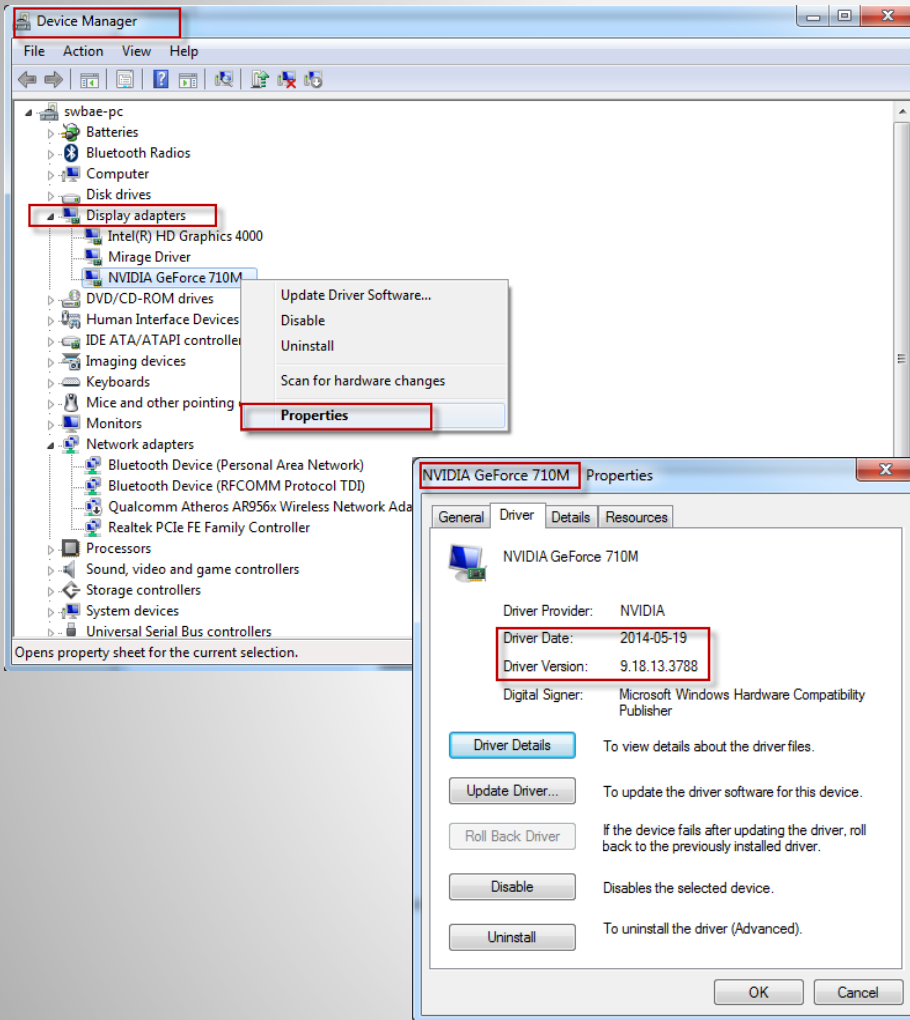 Device Manager
File Action View Help
swbae-pc
Batteries
Bluetooth Radios
Computer
Disk drives
Display adapters
Intel(R) HD Graphics 4000
Mirage Driver
NVIDIA GeForce 710M
DVD/CD-ROM drives
Human Interface Devices
IDE ATA/ATAPI controller
Imaging devices
Keyboards
Mice and other pointing
Monitors
Network adapters
Bluetooth Device (Personal Area Network)
Bluetooth Device (RFCOMM Protocol TDI)
Qualcomm Atheros AR956x Wireless Network Ada
Realtek PCIe FE Family Controller
Processors
Sound, video and game controllers
Storage controllers
System devices
Universal Serial Bus controllers
Opens property sheet for the current selection.
Update Driver Software...
Disable
Uninstall
Scan for hardware changes
Properties
NVIDIA GeForce 710M Properties
General Driver Details Resources
NVIDIA GeForce 710M
Driver Provider: NVIDIA
Driver Date: 2014-05-19
Driver Version: 9.18.13.3788
Digital Signer: Microsoft Windows Hardware Compatibility
Publisher
Driver Details To view details about the driver files.
Update Driver... To update the driver software for this device.
Roll Back Driver If the device fails after updating the driver, roll
back to the previously installed driver.
Disable Disables the selected device.
Uninstall To uninstall the driver (Advanced).
OK Cancel